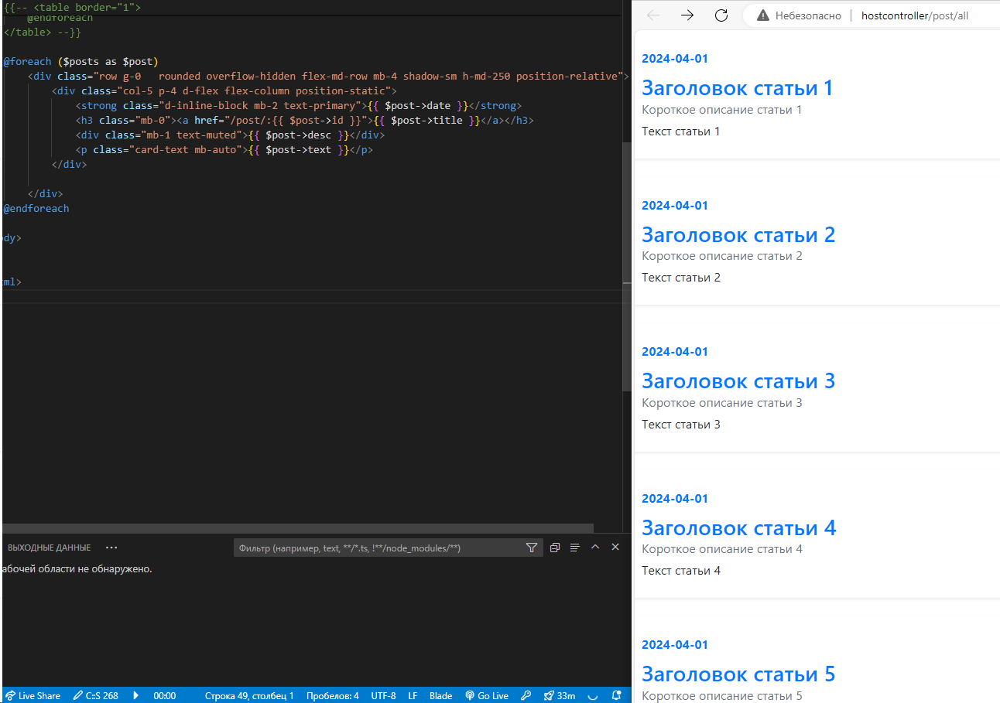 {{-- <table border="1">
@endforeach
</table> --}}
@foreach ($posts as $post)
<div class="row g-0   rounded overflow-hidden flex-md-row mb-4 shadow-sm h-md-250 position-relative">
<div class="col-5 p-4 d-flex flex-column position-static">
<strong class="d-inline-block mb-2 text-primary">{{ $post->date }}</strong>
<h3 class="mb-0"><a href="/post/:{{ $post->id }}">{{ $post->title }}</a></h3>
<div class="mb-1 text-muted">{{ $post->desc }}</div>
<p class="card-text mb-auto">{{ $post->text }}</p>
</div>
</div>
@endforeach
ody>
tml>
ВЫХОДНЫЕ ДАННЫЕ ···
Фильтр (например, text, **/*.ts, !**/node_modules/**)
абочей области не обнаружено.
Live Share C::S 268 00:00 Строка 49, столбец 1 Пробелов: 4 UTF-8 LF Blade Go Live 33m
Небезопасно | hostcontroller/post/all
2024-04-01
Заголовок статьи 1
Короткое описание статьи 1
Текст статьи 1
2024-04-01
Заголовок статьи 2
Короткое описание статьи 2
Текст статьи 2
2024-04-01
Заголовок статьи 3
Короткое описание статьи 3
Текст статьи 3
2024-04-01
Заголовок статьи 4
Короткое описание статьи 4
Текст статьи 4
2024-04-01
Заголовок статьи 5
Короткое описание статьи 5